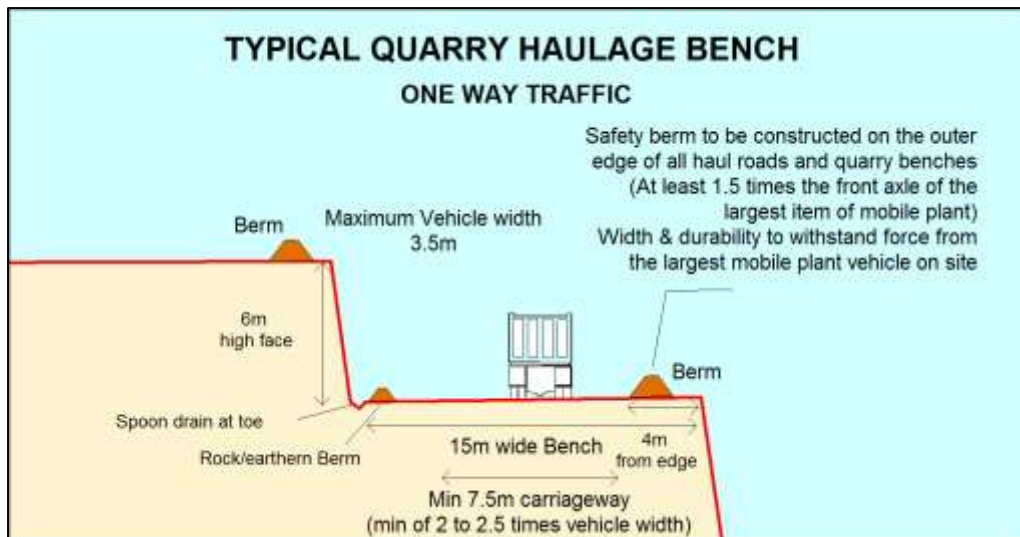 TYPICAL QUARRY HAULAGE BENCH
ONE WAY TRAFFIC
Safety berm to be constructed on the outer
edge of all haul roads and quarry benches
(At least 1.5 times the front axle of the
largest item of mobile plant)
Width & durability to withstand force from
the largest mobile plant vehicle on site
Maximum Vehicle width
3.5m
Berm
6m
high face
Berm
Spoon drain at toe
Rock/earthern Berm
15m wide Bench
4m
from edge
Min 7.5m carriageway
(min of 2 to 2.5 times vehicle width)